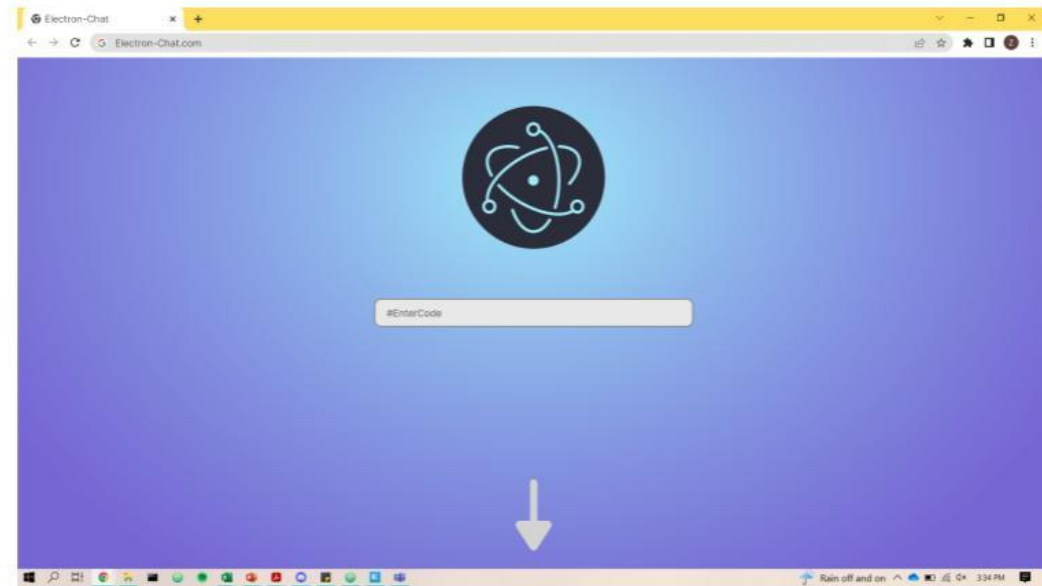 Electron-Chat
Electron-Chat.com
#EnterCode
Rain off and on
3:34 PM